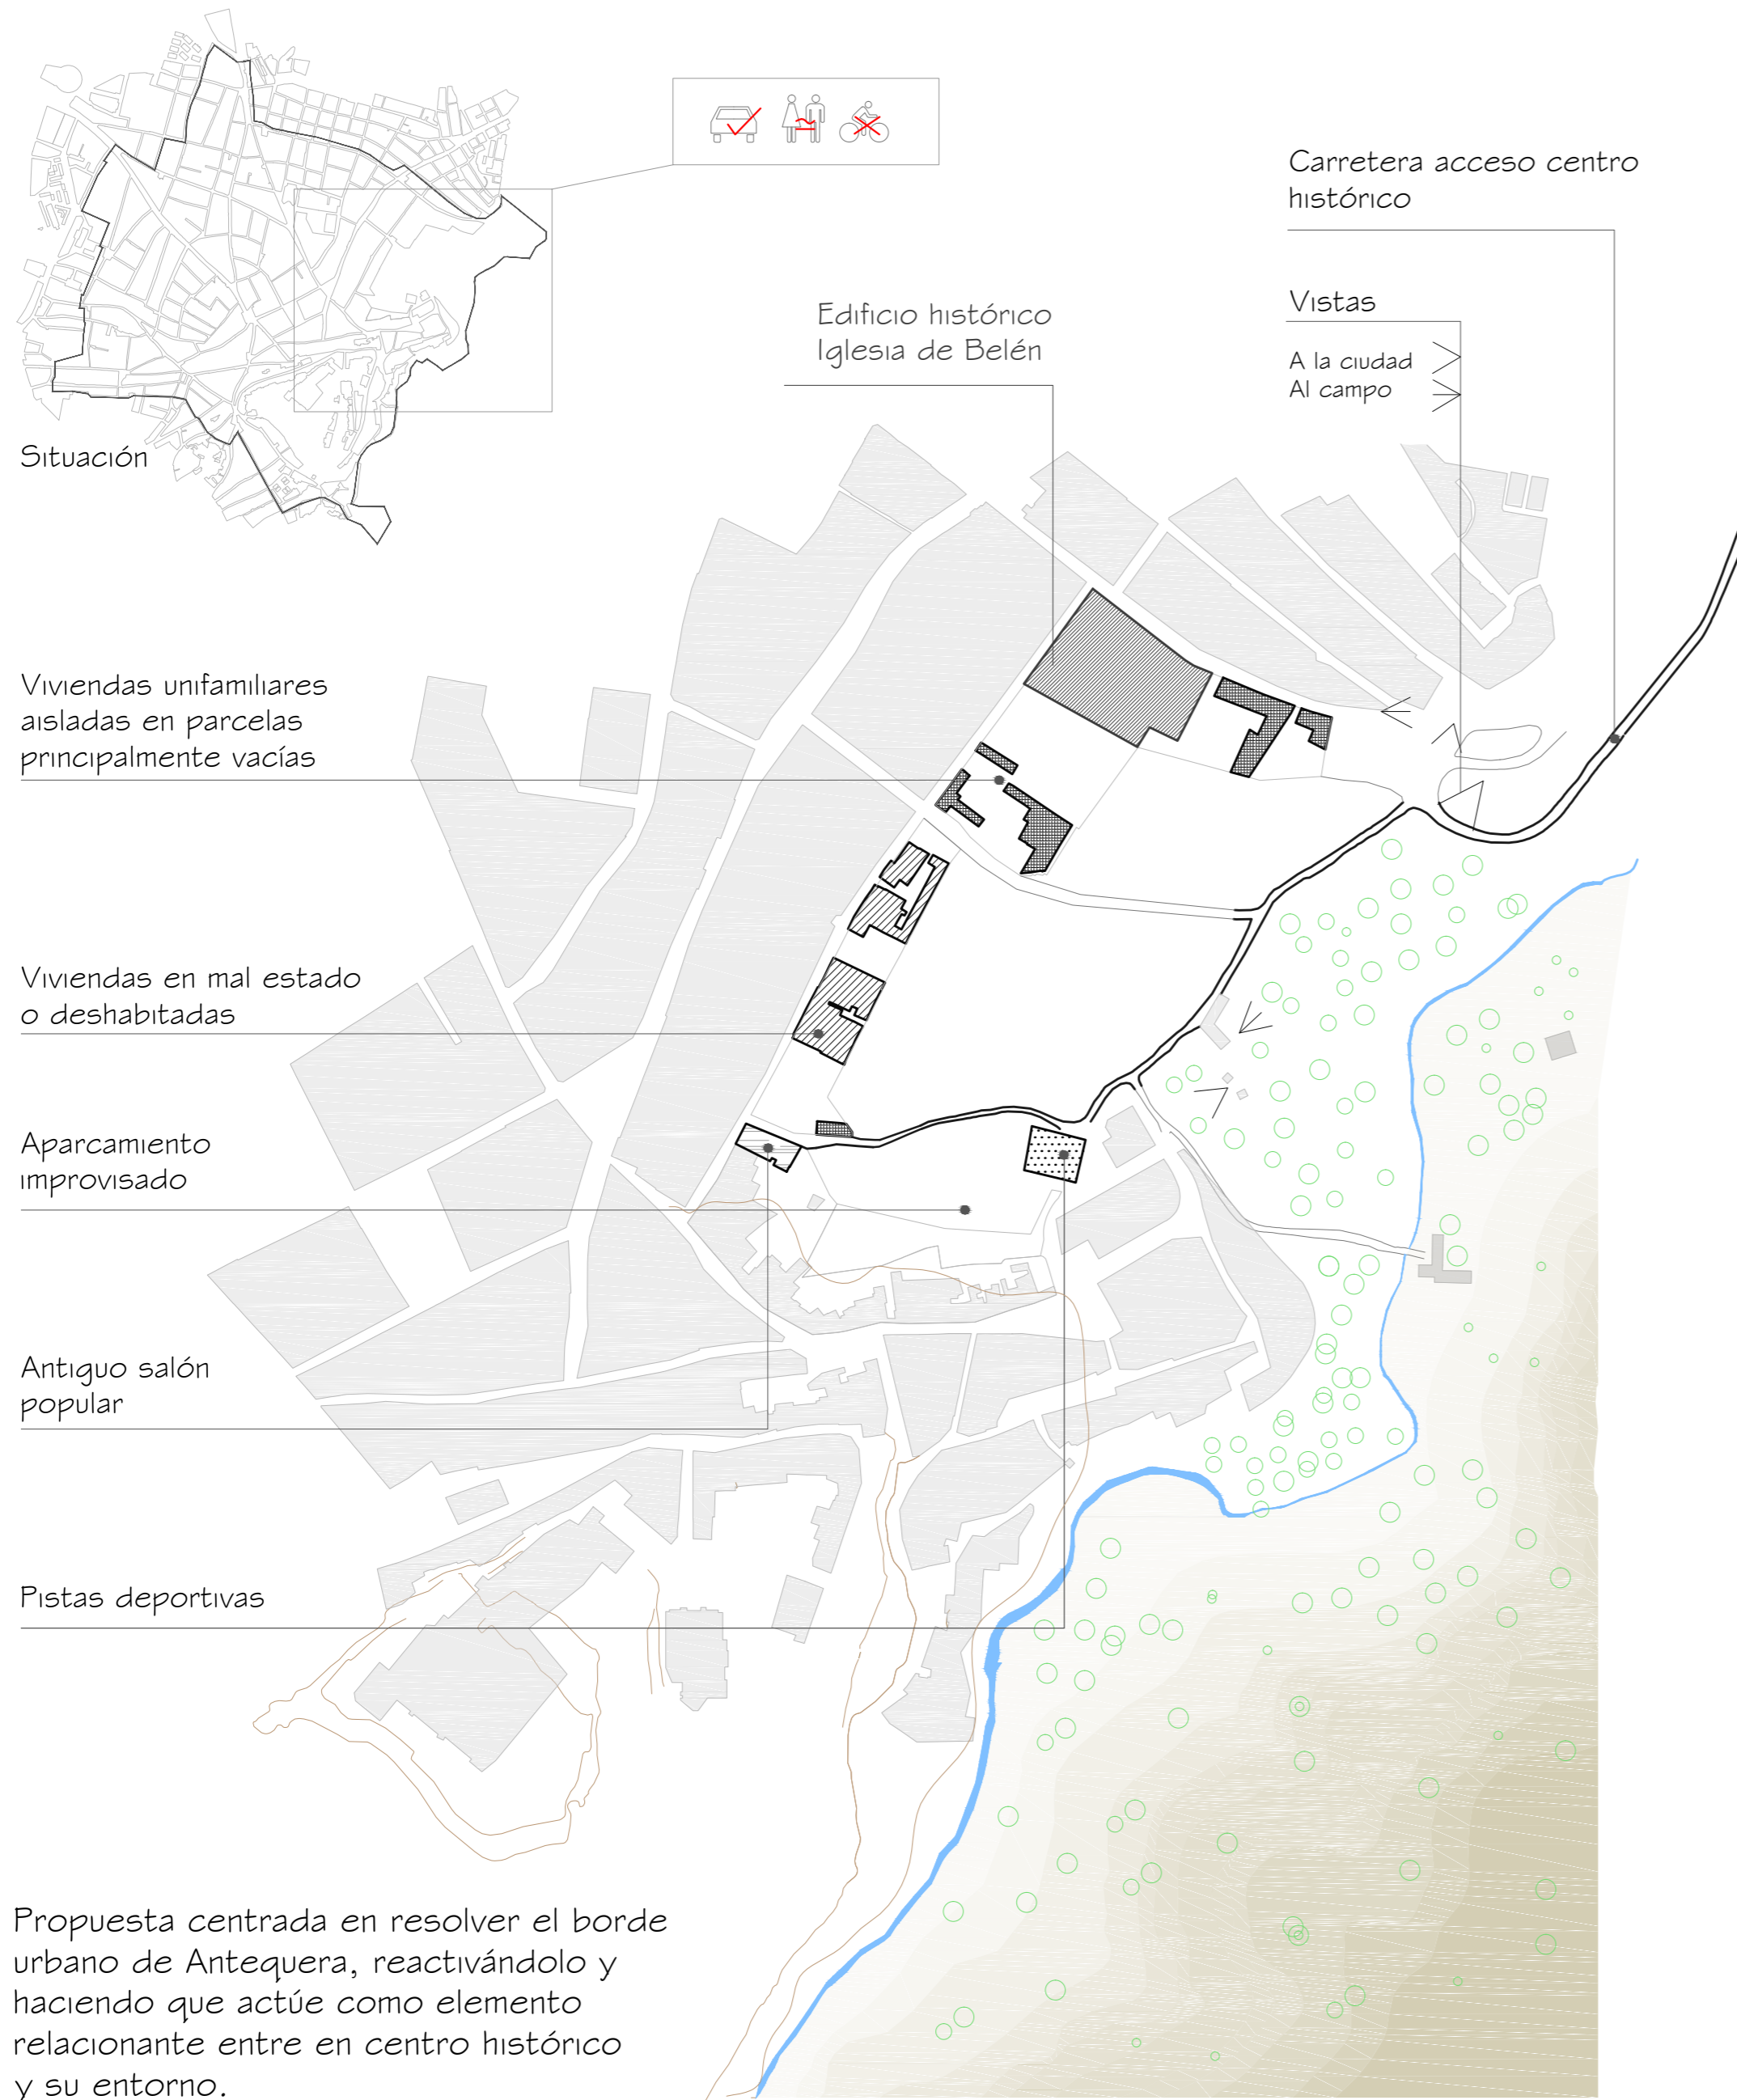 Situación
Carretera acceso centro
histórico
Vistas
A la ciudad
Al campo
Edificio histórico
Iglesia de Belén
Viviendas unifamiliares
aisladas en parcelas
principalmente vacías
Viviendas en mal estado
o deshabitadas
Aparcamiento
improvisado
Antiguo salón
popular
Pistas deportivas
Propuesta centrada en resolver el borde
urbano de Antequera, reactivándolo y
haciendo que actúe como elemento
relacionante entre en centro histórico
y su entorno.